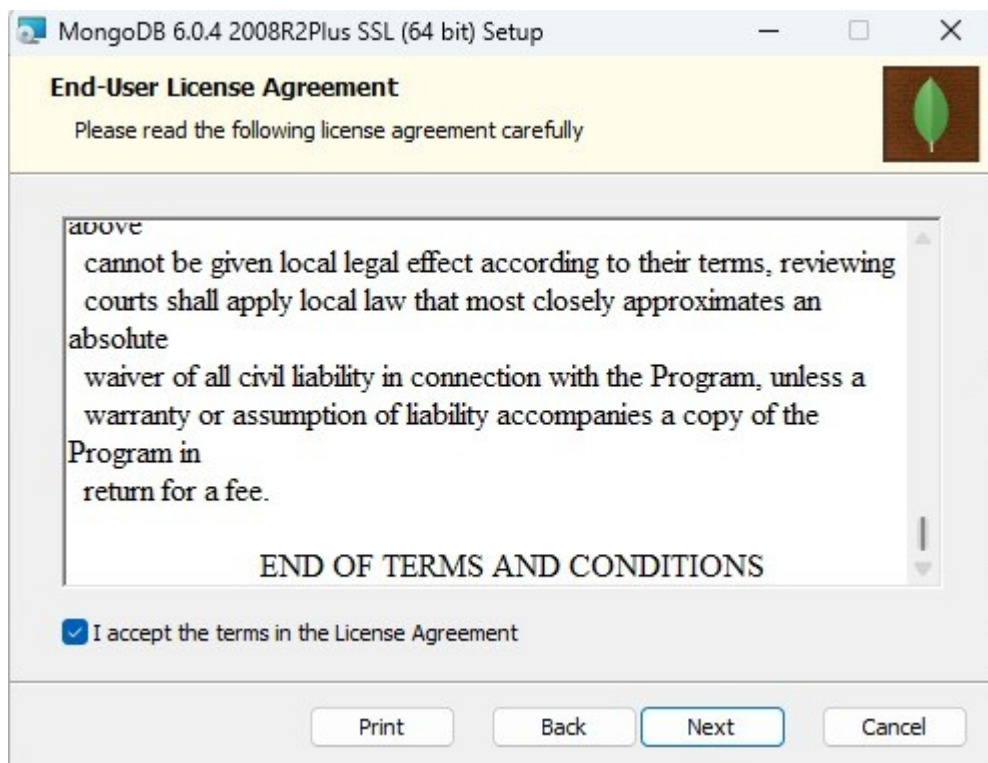 MongoDB 6.0.4 2008R2Plus SSL (64 bit) Setup
End-User License Agreement
Please read the following license agreement carefully
above
cannot be given local legal effect according to their terms, reviewing
courts shall apply local law that most closely approximates an
absolute
waiver of all civil liability in connection with the Program, unless a
warranty or assumption of liability accompanies a copy of the
Program in
return for a fee.
END OF TERMS AND CONDITIONS
I accept the terms in the License Agreement
Print Back Next Cancel